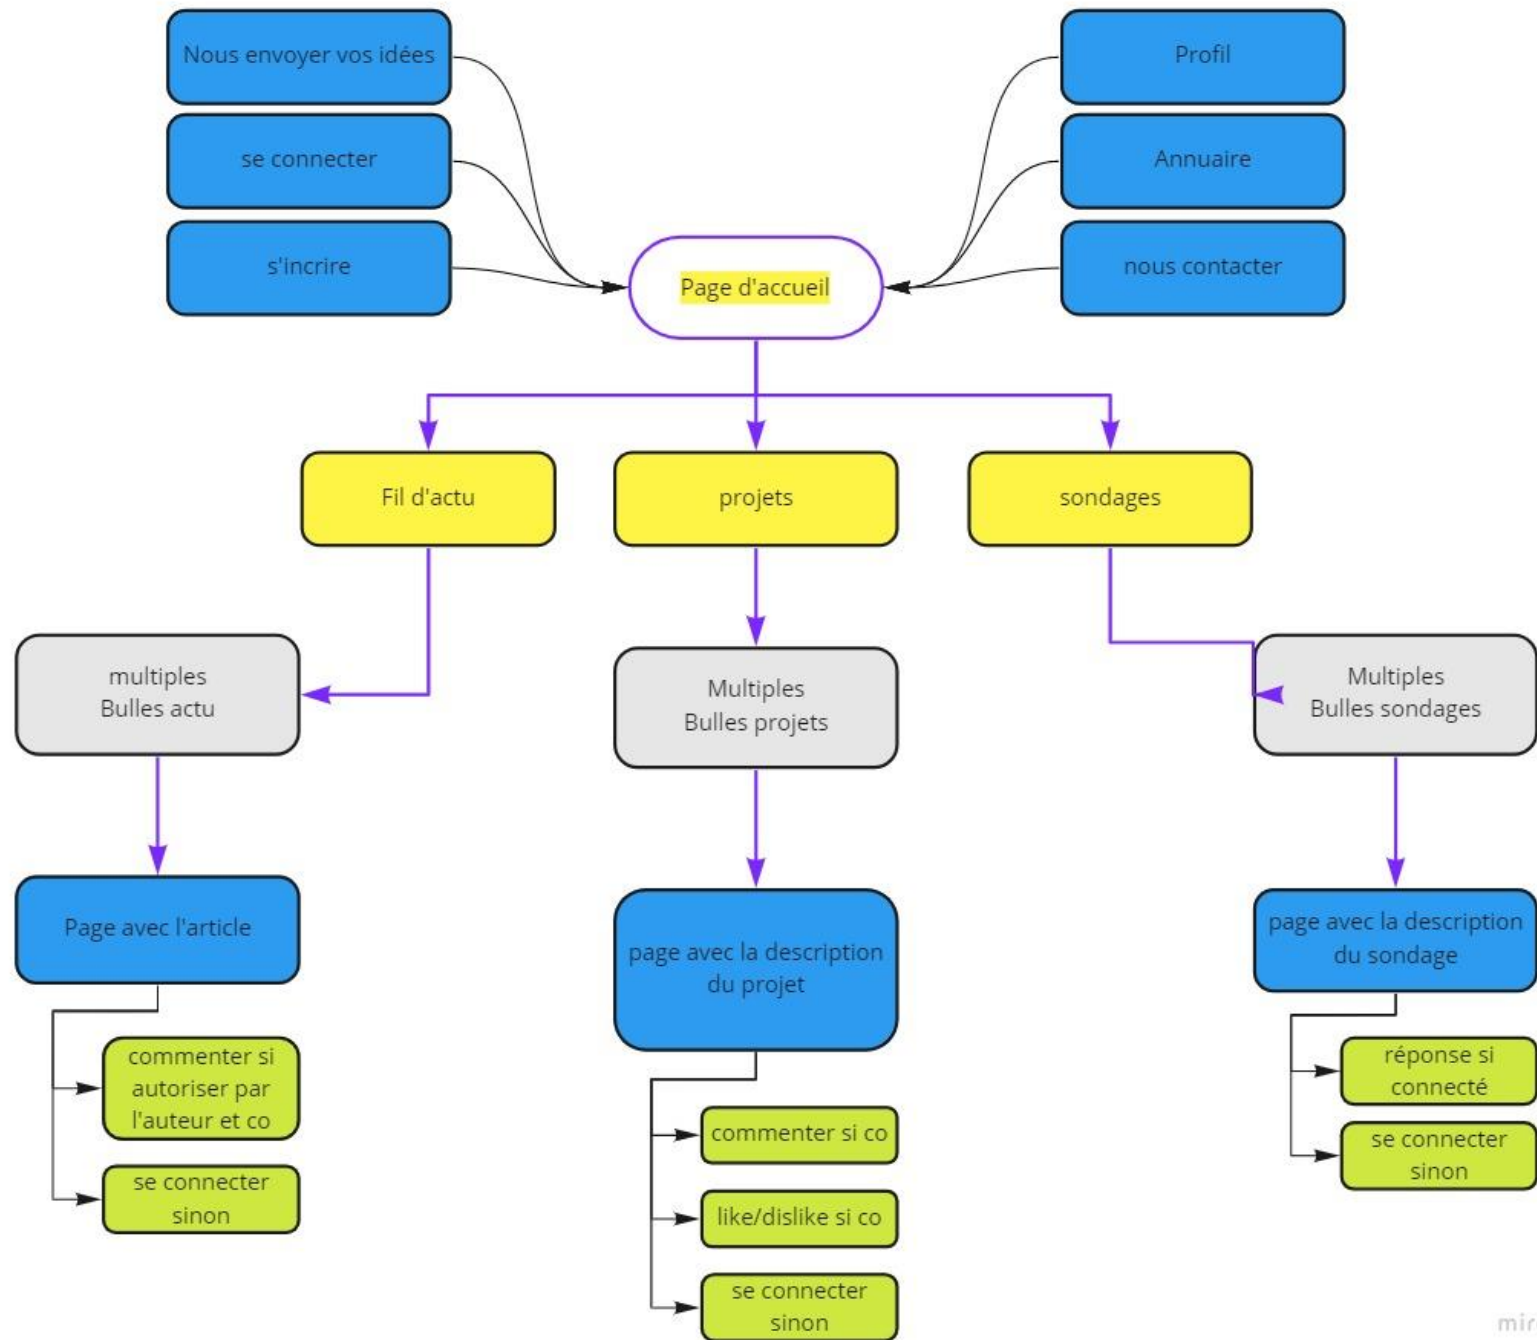 Nous envoyer vos idées
Profil
se connecter
Annuaire
s'incrire
nous contacter
Page d'accueil
Fil d'actu
projets
sondages
multiples
Bulles actu
Multiples
Bulles projets
Multiples
Bulles sondages
Page avec l'article
page avec la description
du projet
page avec la description
du sondage
commenter si
autoriser par
l'auteur et co
se connecter
sinon
commenter si co
like/dislike si co
se connecter
sinon
réponse si
connecté
se connecter
sinon